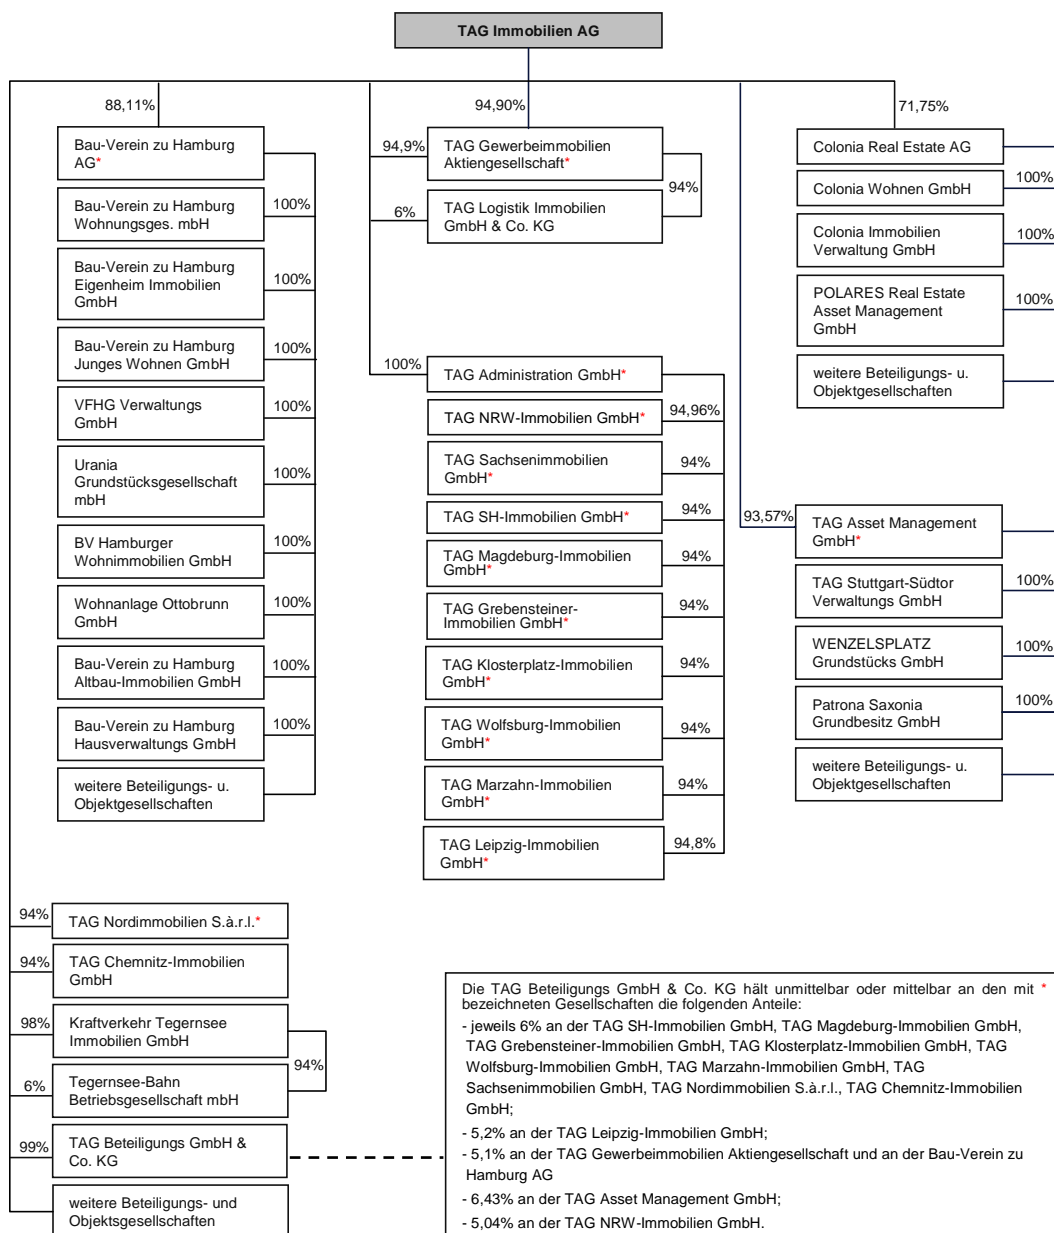 TAG Immobilien AG
88,11%
94,90%
71,75%
Bau-Verein zu Hamburg
AG*
Bau-Verein zu Hamburg
Wohnungsges. mbH
100%
Bau-Verein zu Hamburg
Eigenheim Immobilien
GmbH
100%
Bau-Verein zu Hamburg
Junges Wohnen GmbH
100%
VFHG Verwaltungs
GmbH
100%
Urania
Grundstücksgesellschaft
mbH
100%
BV Hamburger
Wohnimmobilien GmbH
100%
Wohnanlage Ottobrunn
GmbH
100%
Bau-Verein zu Hamburg
Altbau-Immobilien GmbH
100%
Bau-Verein zu Hamburg
Hausverwaltungs GmbH
100%
weitere Beteiligungs- u.
Objektgesellschaften
94,9%
TAG Gewerbeimmobilien
Aktiengesellschaft*
94%
6%
TAG Logistik Immobilien
GmbH & Co. KG
100%
TAG Administration GmbH*
TAG NRW-Immobilien GmbH*
94,96%
TAG Sachsenimmobilien
GmbH*
94%
TAG SH-Immobilien GmbH*
94%
TAG Magdeburg-Immobilien
GmbH*
94%
TAG Grebensteiner-
Immobilien GmbH*
94%
TAG Klosterplatz-Immobilien
GmbH*
94%
TAG Wolfsburg-Immobilien
GmbH*
94%
TAG Marzahn-Immobilien
GmbH*
94%
TAG Leipzig-Immobilien
GmbH*
94,8%
Colonia Real Estate AG
Colonia Wohnen GmbH
100%
Colonia Immobilien
Verwaltung GmbH
100%
POLARES Real Estate
Asset Management
GmbH
100%
weitere Beteiligungs- u.
Objektgesellschaften
93,57%
TAG Asset Management
GmbH*
TAG Stuttgart-Südtor
Verwaltungs GmbH
100%
WENZELSPLATZ
Grundstücks GmbH
100%
Patrona Saxonia
Grundbesitz GmbH
100%
weitere Beteiligungs- u.
Objektgesellschaften
94%
TAG Nordimmobilien S.à.r.l.*
94%
TAG Chemnitz-Immobilien
GmbH
98%
Kraftverkehr Tegernsee
Immobilien GmbH
94%
6%
Tegernsee-Bahn
Betriebsgesellschaft mbH
99%
TAG Beteiligungs GmbH &
Co. KG
weitere Beteiligungs- und
Objektsgesellschaften
Die TAG Beteiligungs GmbH & Co. KG hält unmittelbar oder mittelbar an den mit *
bezeichneten Gesellschaften die folgenden Anteile:
- jeweils 6% an der TAG SH-Immobilien GmbH, TAG Magdeburg-Immobilien GmbH,
TAG Grebensteiner-Immobilien GmbH, TAG Klosterplatz-Immobilien GmbH, TAG
Wolfsburg-Immobilien GmbH, TAG Marzahn-Immobilien GmbH, TAG
Sachsenimmobilien GmbH, TAG Nordimmobilien S.à.r.l., TAG Chemnitz-Immobilien
GmbH;
- 5,2% an der TAG Leipzig-Immobilien GmbH;
- 5,1% an der TAG Gewerbeimmobilien Aktiengesellschaft und an der Bau-Verein zu
Hamburg AG
- 6,43% an der TAG Asset Management GmbH;
- 5,04% an der TAG NRW-Immobilien GmbH.